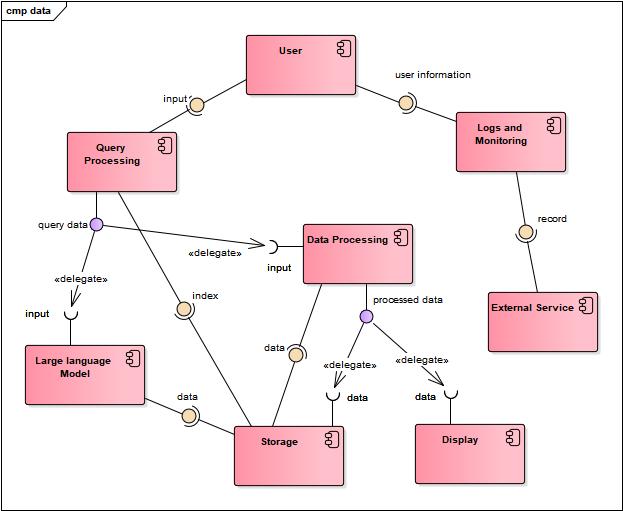 cmp data
User
user information
input
Logs and
Monitoring
Query
Processing
query data
record
Data Processing
«delegate»
input
«delegate»
index
processed data
External Service
input
data
Large language
Model
«delegate»
«delegate»
data
data
data
Storage
Display